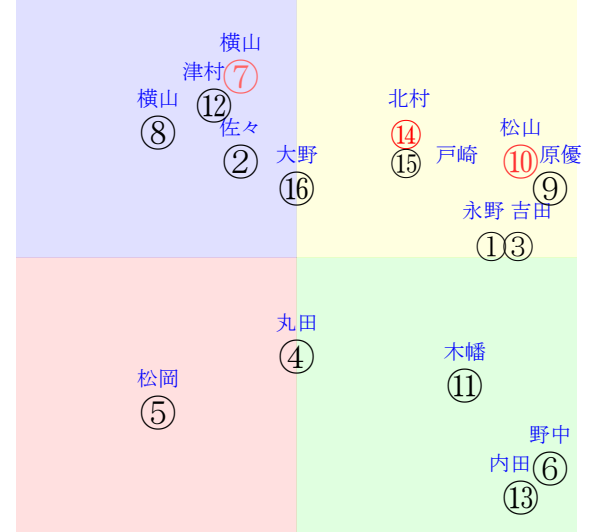 横山
⑦
津村
⑫
横山
⑧
佐々
②
大野
⑯
北村
⑭
⑮
戸崎
松山
⑩
原優
⑨
永野 吉田
①③
丸田
④
木幡
⑪
松岡
⑤
野中
⑥
内田
⑬